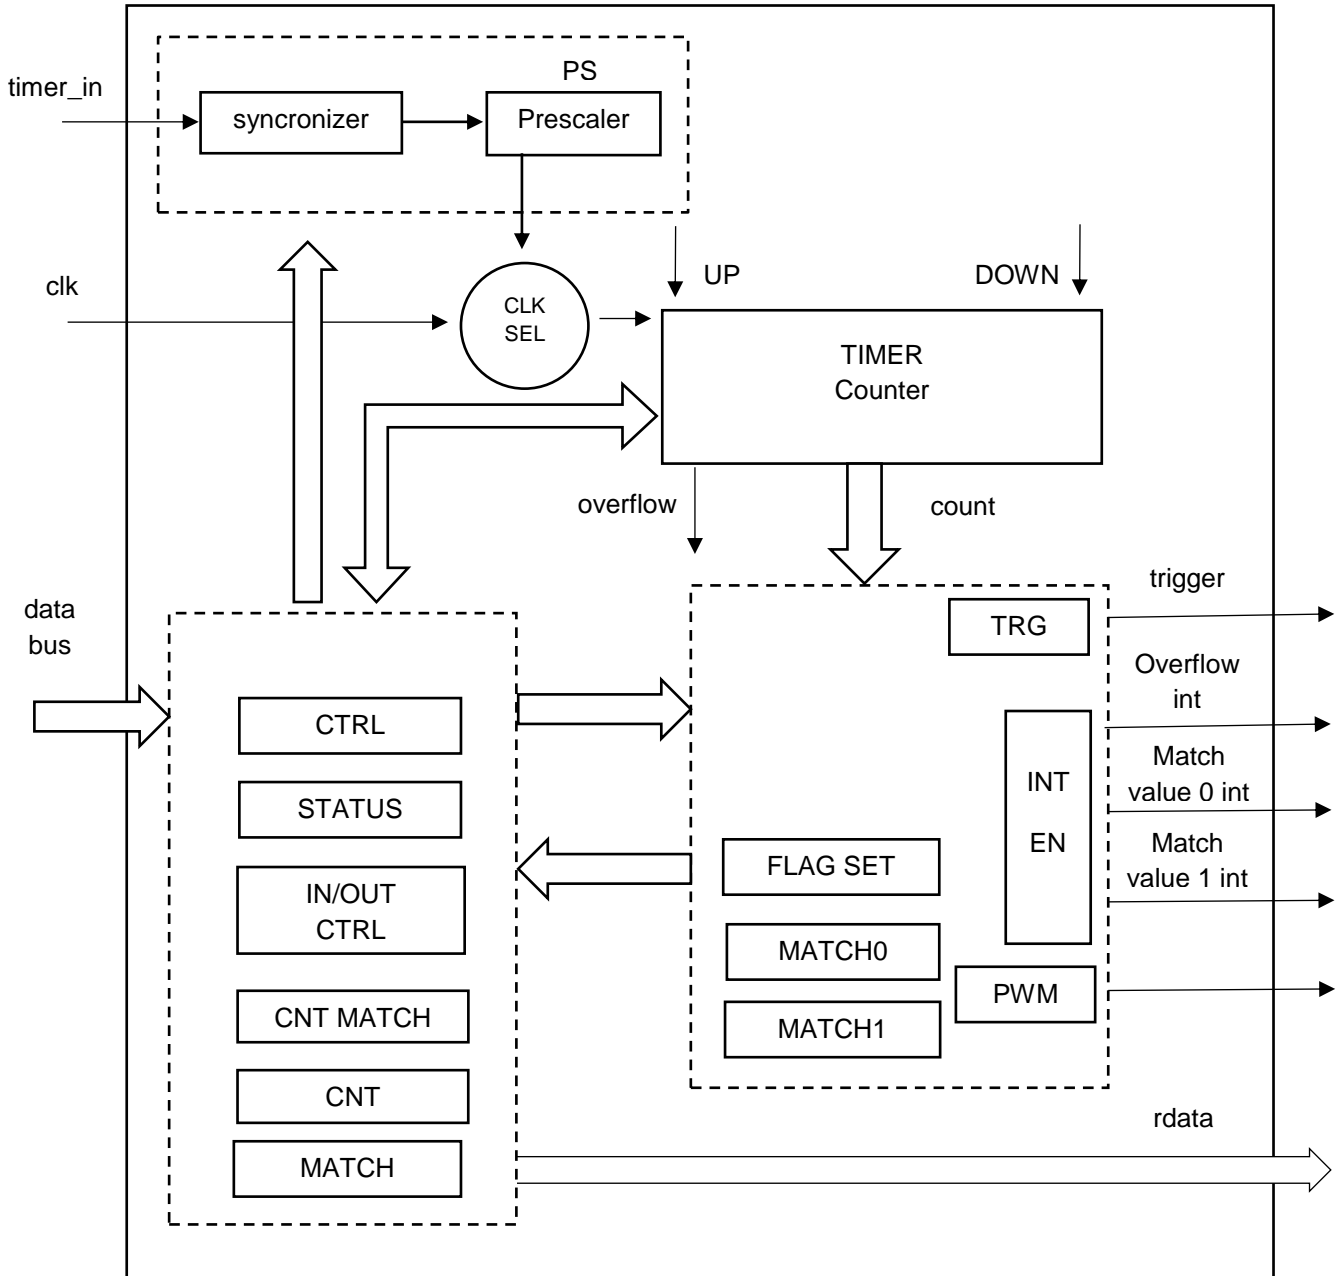 PS
timer_in
syncronizer
Prescaler
clk
CLK
SEL
UP
DOWN
TIMER
Counter
overflow
count
data
bus
CTRL
STATUS
IN/OUT
CTRL
CNT MATCH
CNT
MATCH
TRG
INT
EN
FLAG SET
MATCH0
MATCH1
PWM
trigger
Overflow
int
Match
value 0 int
Match
value 1 int
rdata